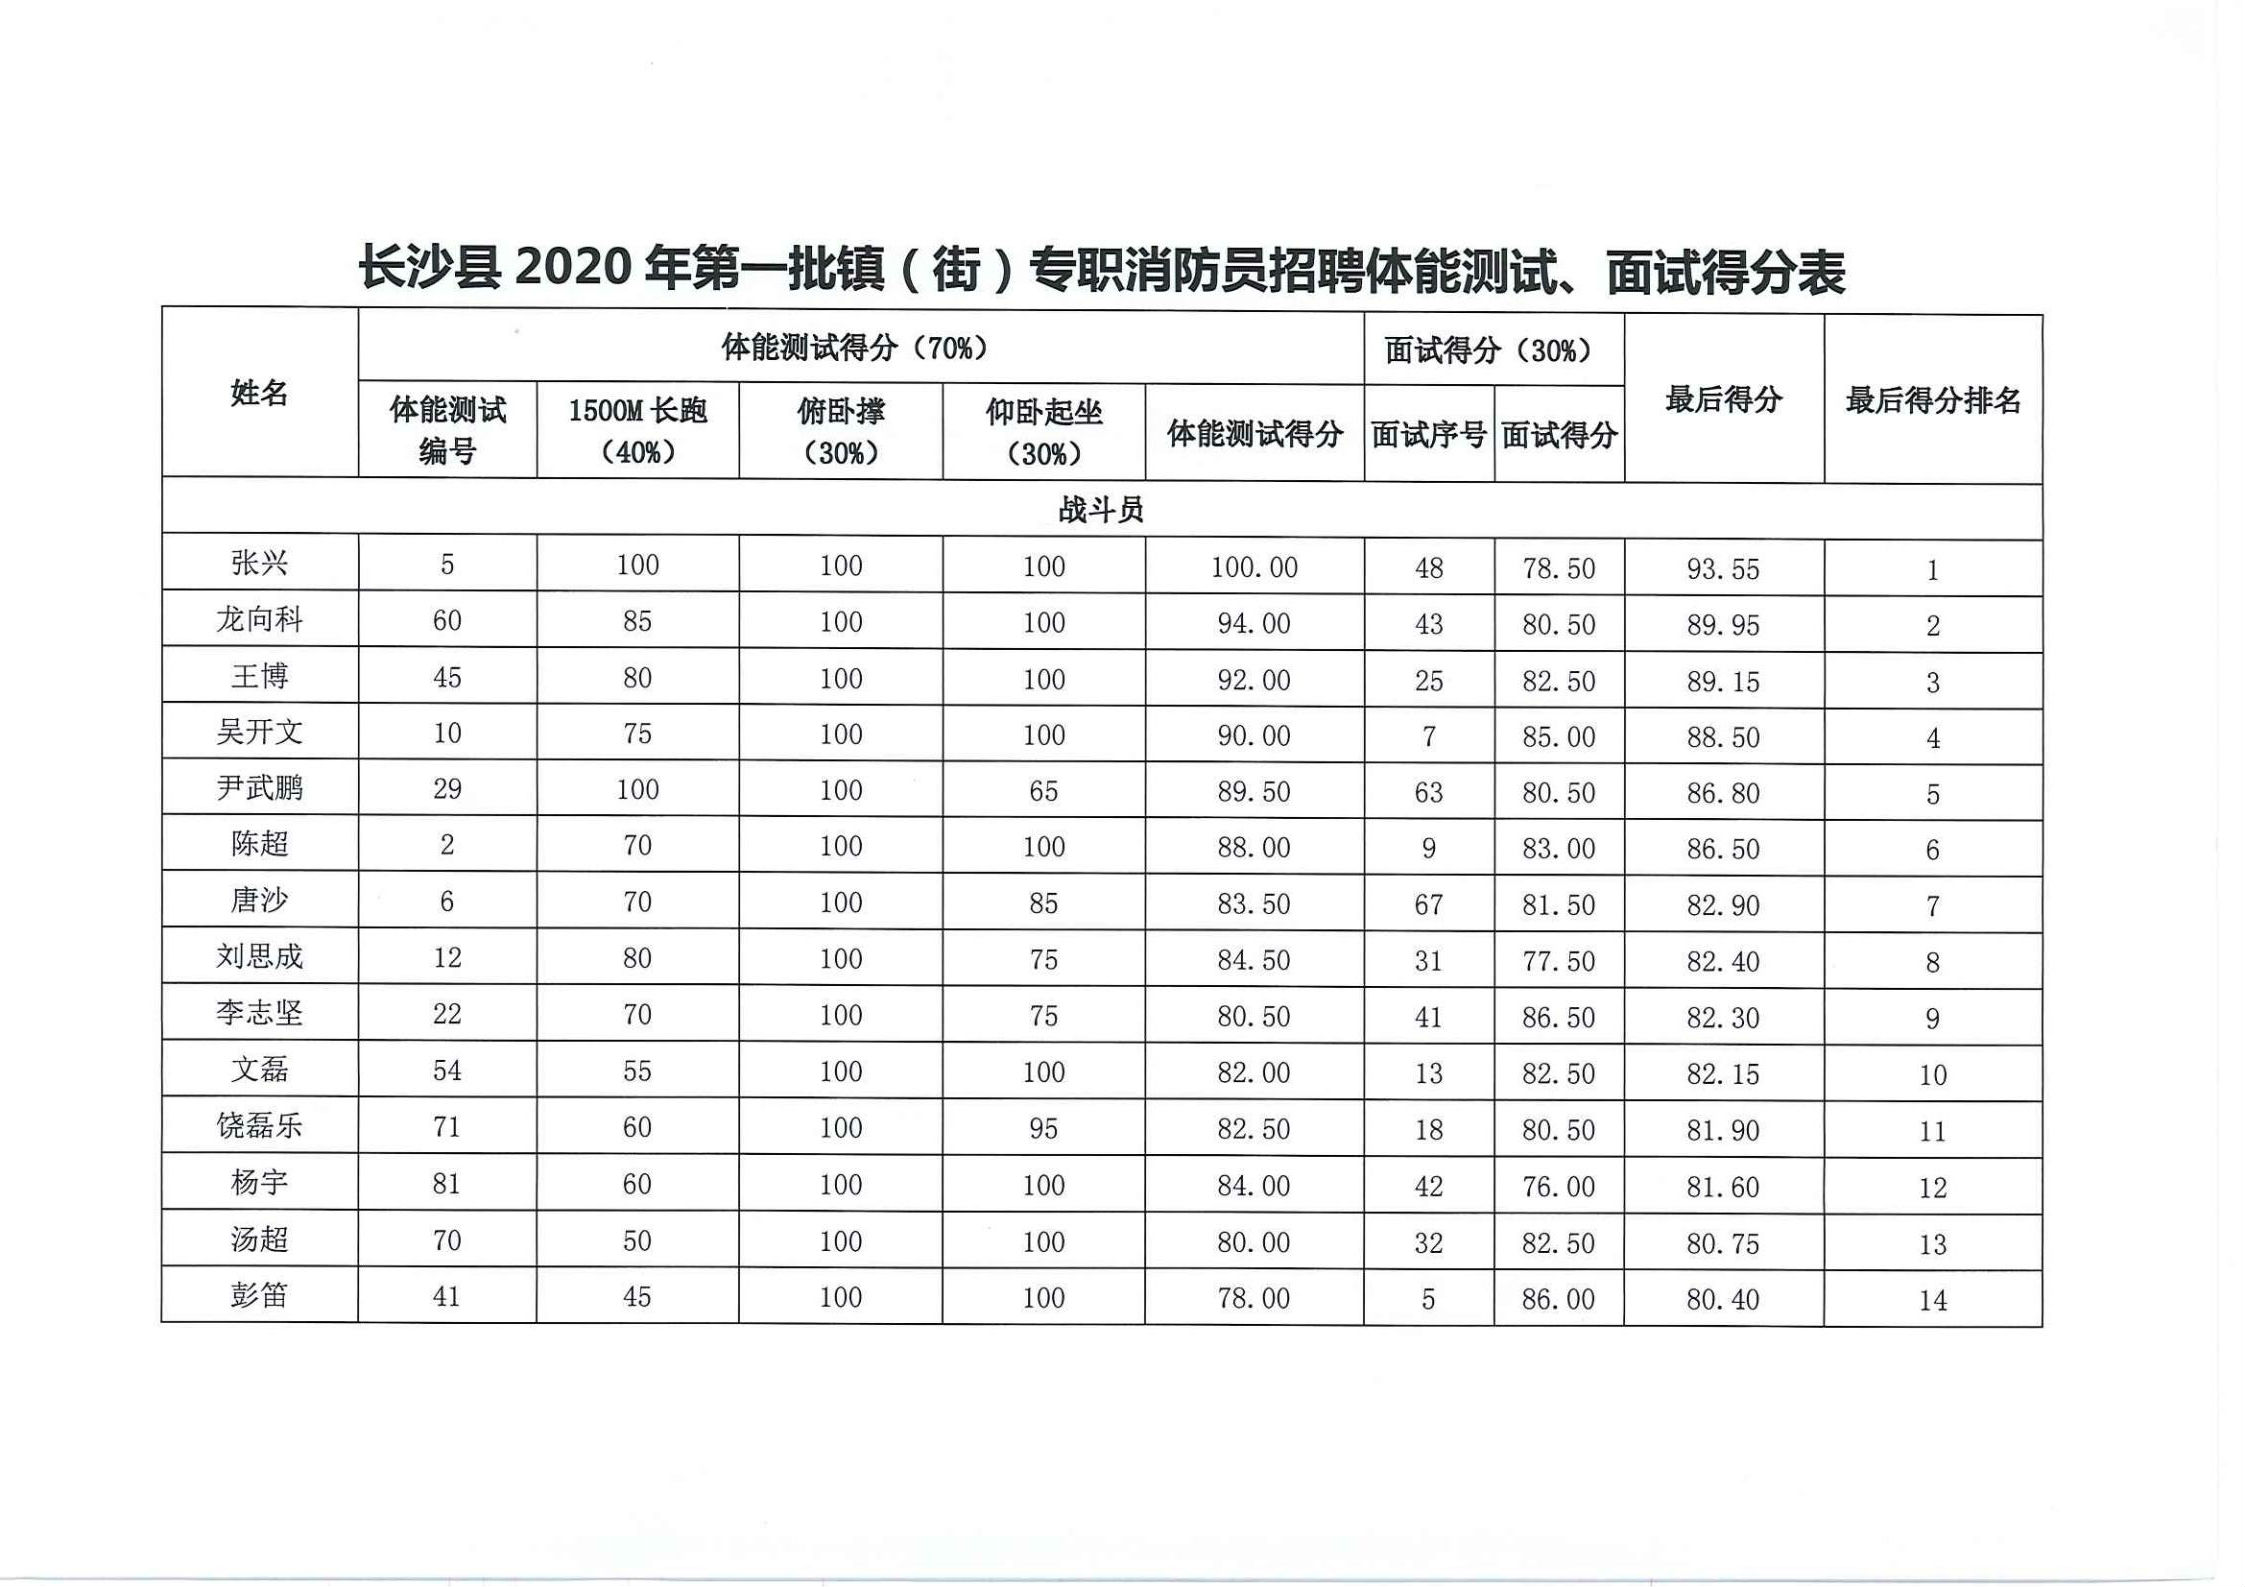 长沙县 2020 年第一批镇（街）专职消防员招聘体能测试、面试得分表
姓名 体能测试得分（70%） 面试得分（30%） 最后得分 最后得分排名
体能测试编号 1500M 长跑（40%） 俯卧撑（30%） 仰卧起坐（30%） 体能测试得分 面试序号 面试得分
战斗员
张兴 5 100 100 100 100.00 48 78.50 93.55 1
龙向科 60 85 100 100 94.00 43 80.50 89.95 2
王博 45 80 100 100 92.00 25 82.50 89.15 3
吴开文 10 75 100 100 90.00 7 85.00 88.50 4
尹武鹏 29 100 100 65 89.50 63 80.50 86.80 5
陈超 2 70 100 100 88.00 9 83.00 86.50 6
唐沙 6 70 100 85 83.50 67 81.50 82.90 7
刘思成 12 80 100 75 84.50 31 77.50 82.40 8
李志坚 22 70 100 75 80.50 41 86.50 82.30 9
文磊 54 55 100 100 82.00 13 82.50 82.15 10
饶磊乐 71 60 100 95 82.50 18 80.50 81.90 11
杨宇 81 60 100 100 84.00 42 76.00 81.60 12
汤超 70 50 100 100 80.00 32 82.50 80.75 13
彭笛 41 45 100 100 78.00 5 86.00 80.40 14